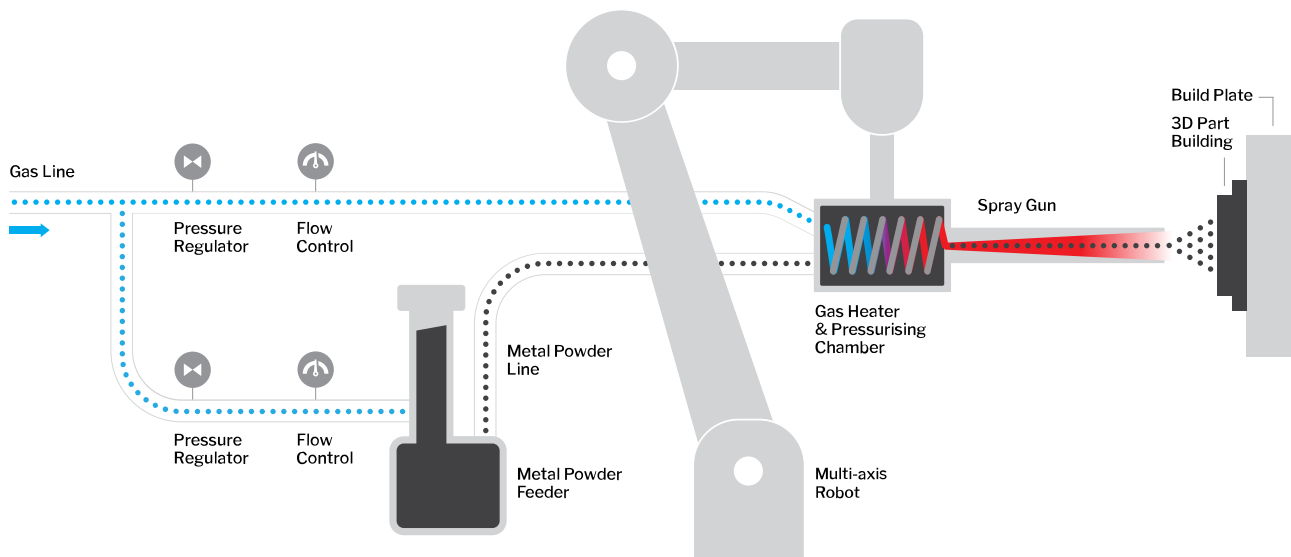 Build Plate
3D Part
Building
Gas Line
Pressure
Regulator
Flow
Control
Spray Gun
Gas Heater
& Pressurising
Chamber
Metal Powder
Line
Pressure
Regulator
Flow
Control
Metal Powder
Feeder
Multi-axis
Robot